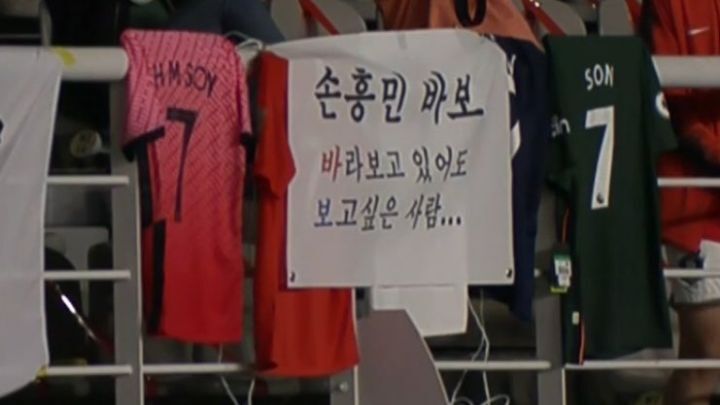 H M SON
7
손흥민 바보
바라보고 있어도
보고싶은 사람...
SON
7